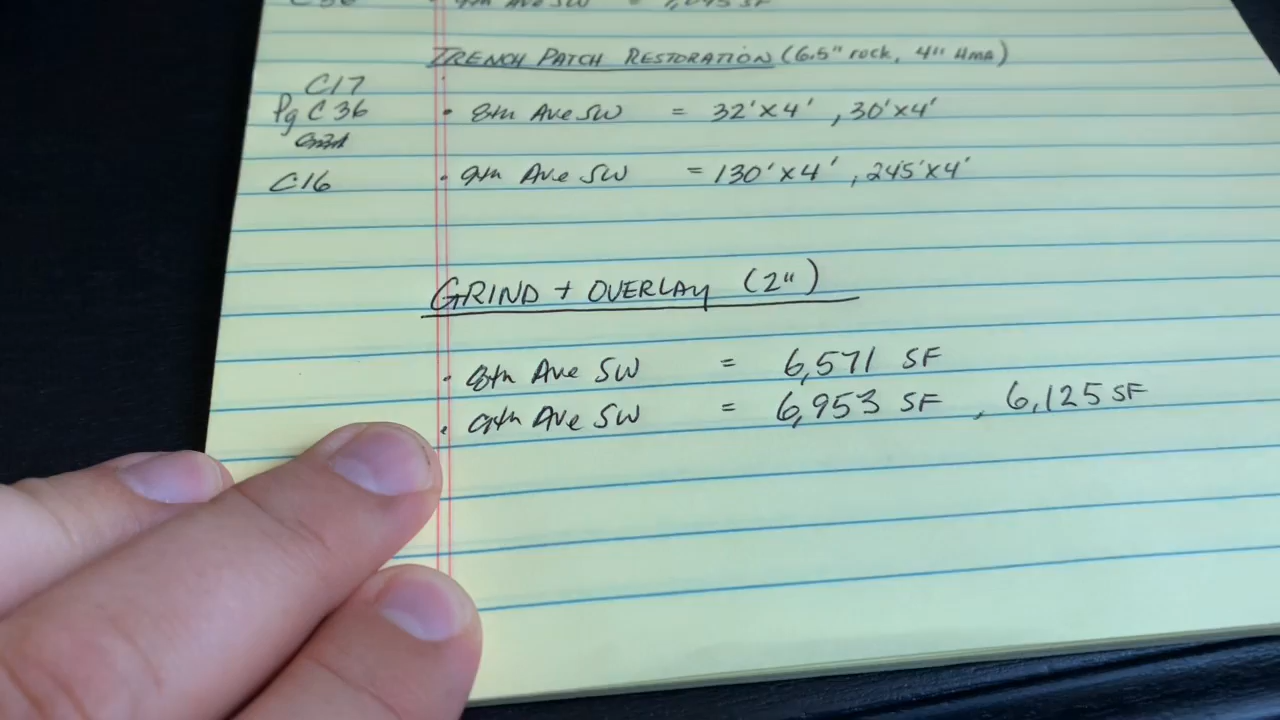 TRENCH PATCH RESTORATION (6.5" rock, 4" HMA)
C17
Pg C36 • 8th Ave SW = 32'x4', 30'x4'
C16 • 9th Ave SW = 130'x4', 245'x4'
GRIND + OVERLAY (2")
• 8th Ave SW = 6,571 SF
• 9th Ave SW = 6,953 SF, 6,125 SF